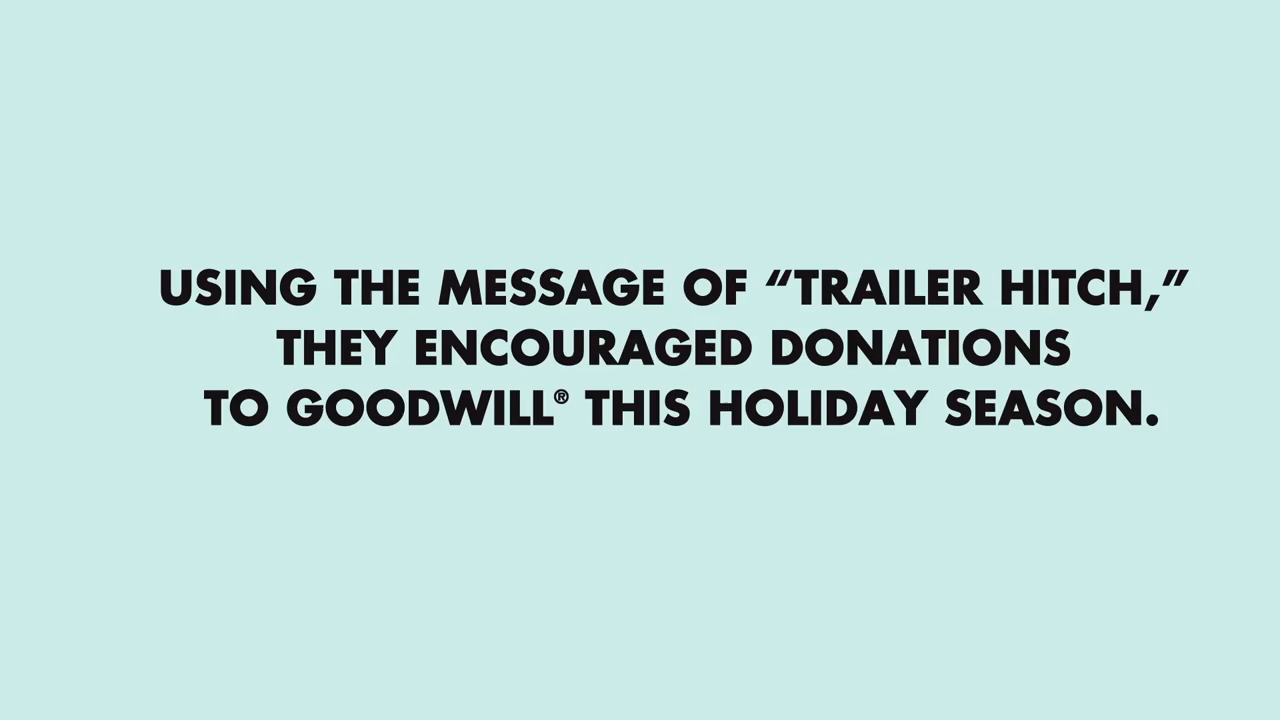 USING THE MESSAGE OF “TRAILER HITCH,”
THEY ENCOURAGED DONATIONS
TO GOODWILL® THIS HOLIDAY SEASON.